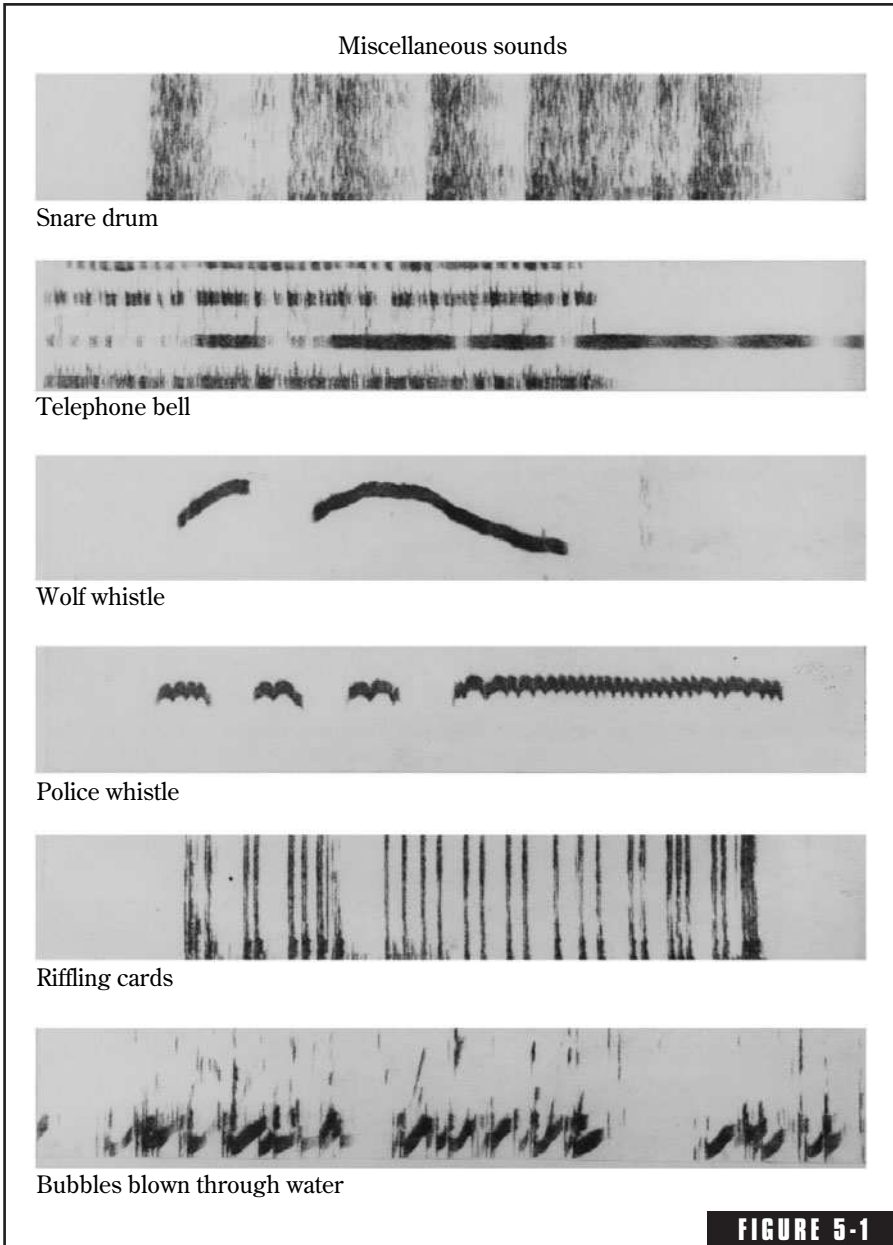 Miscellaneous sounds
Snare drum
Telephone bell
Wolf whistle
Police whistle
Riffling cards
Bubbles blown through water
FIGURE 5-1